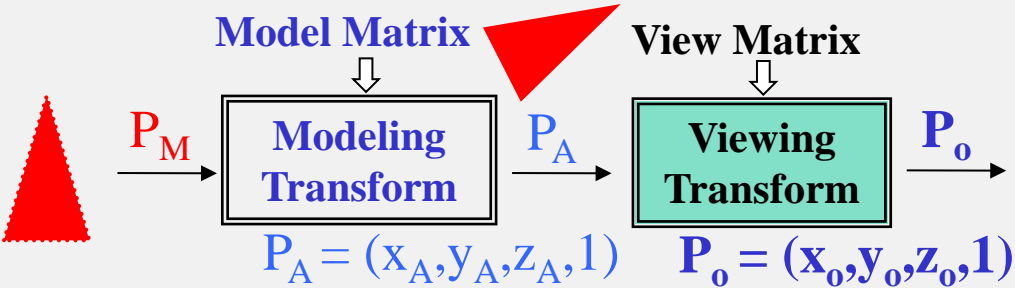 Model Matrix
View Matrix
P_M
Modeling
Transform
P_A
Viewing
Transform
P_o
P_A = (x_A,y_A,z_A,1)
P_o = (x_o,y_o,z_o,1)